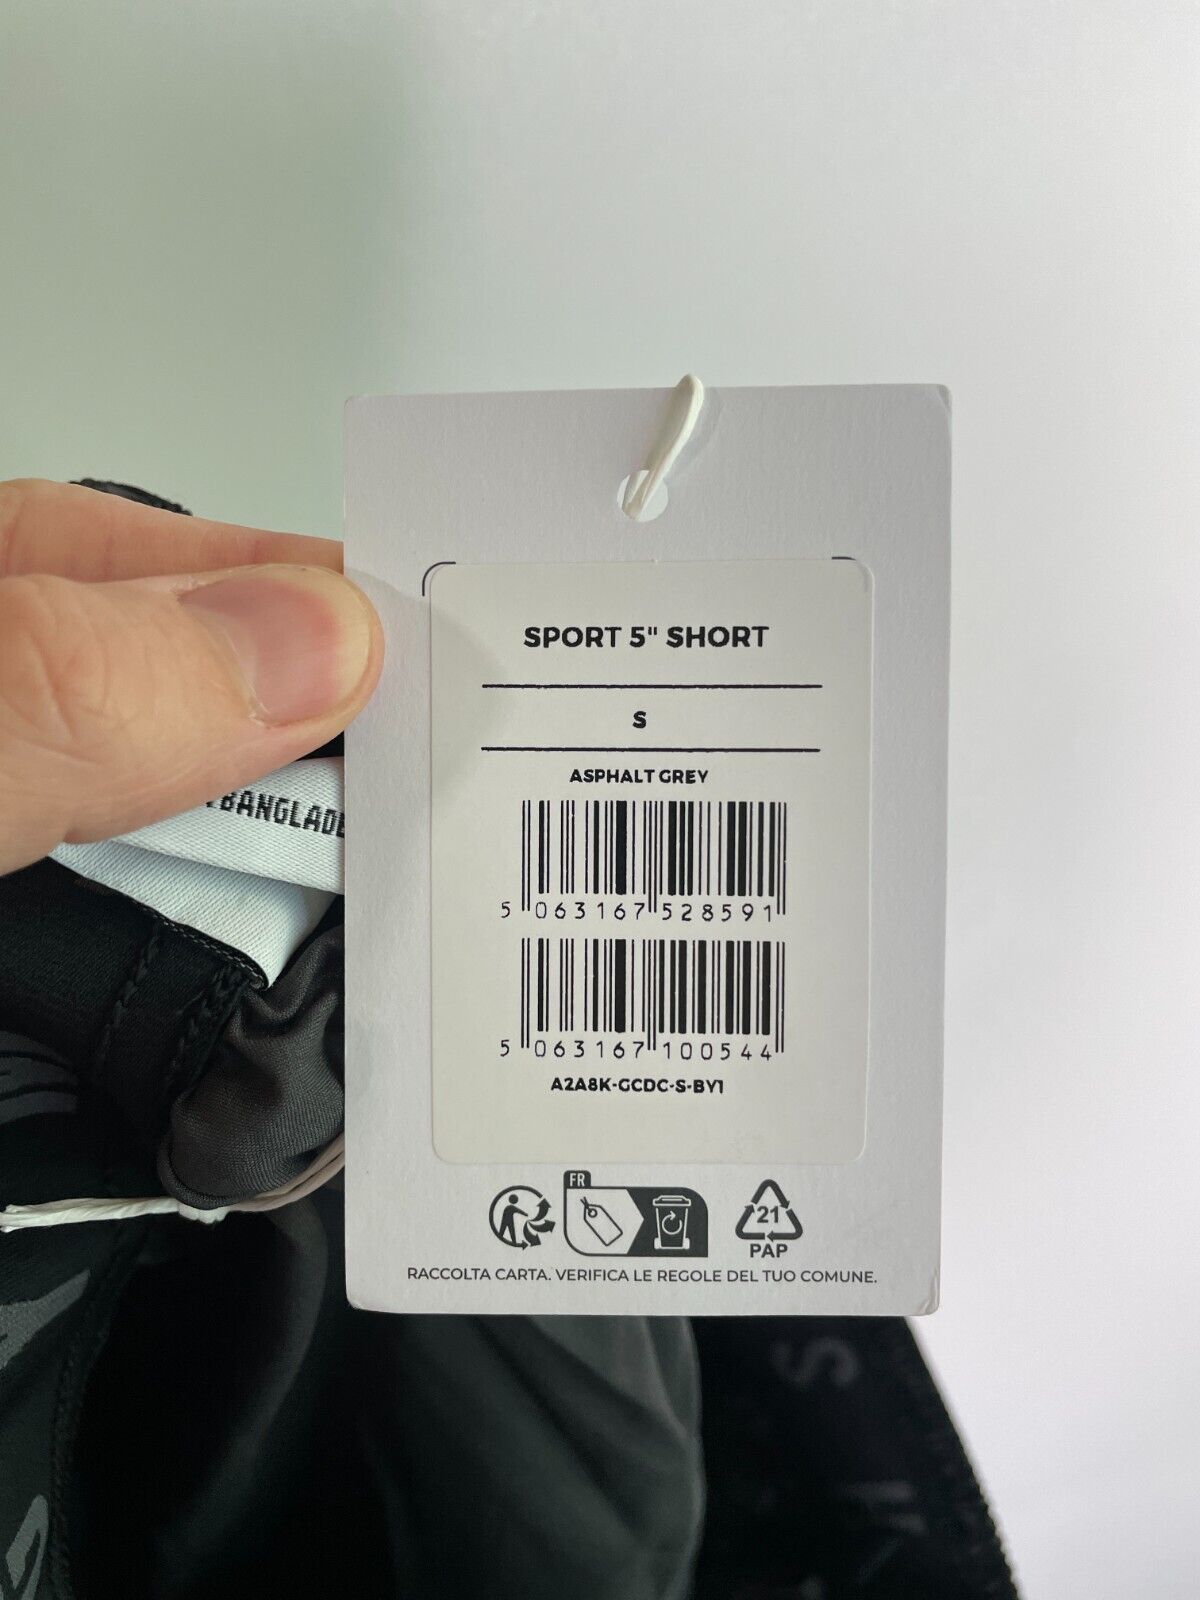 SPORT 5" SHORT
S
ASPHALT GREY
5 063167 528591
5 063167 100544
A2A8K-GCDC-S-BY1
FR
21
PAP
RACCOLTA CARTA. VERIFICA LE REGOLE DEL TUO COMUNE.